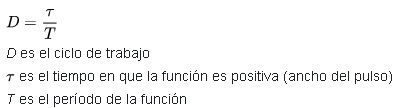 D = τ/T
D es el ciclo de trabajo
τ es el tiempo en que la función es positiva (ancho del pulso)
T es el período de la función